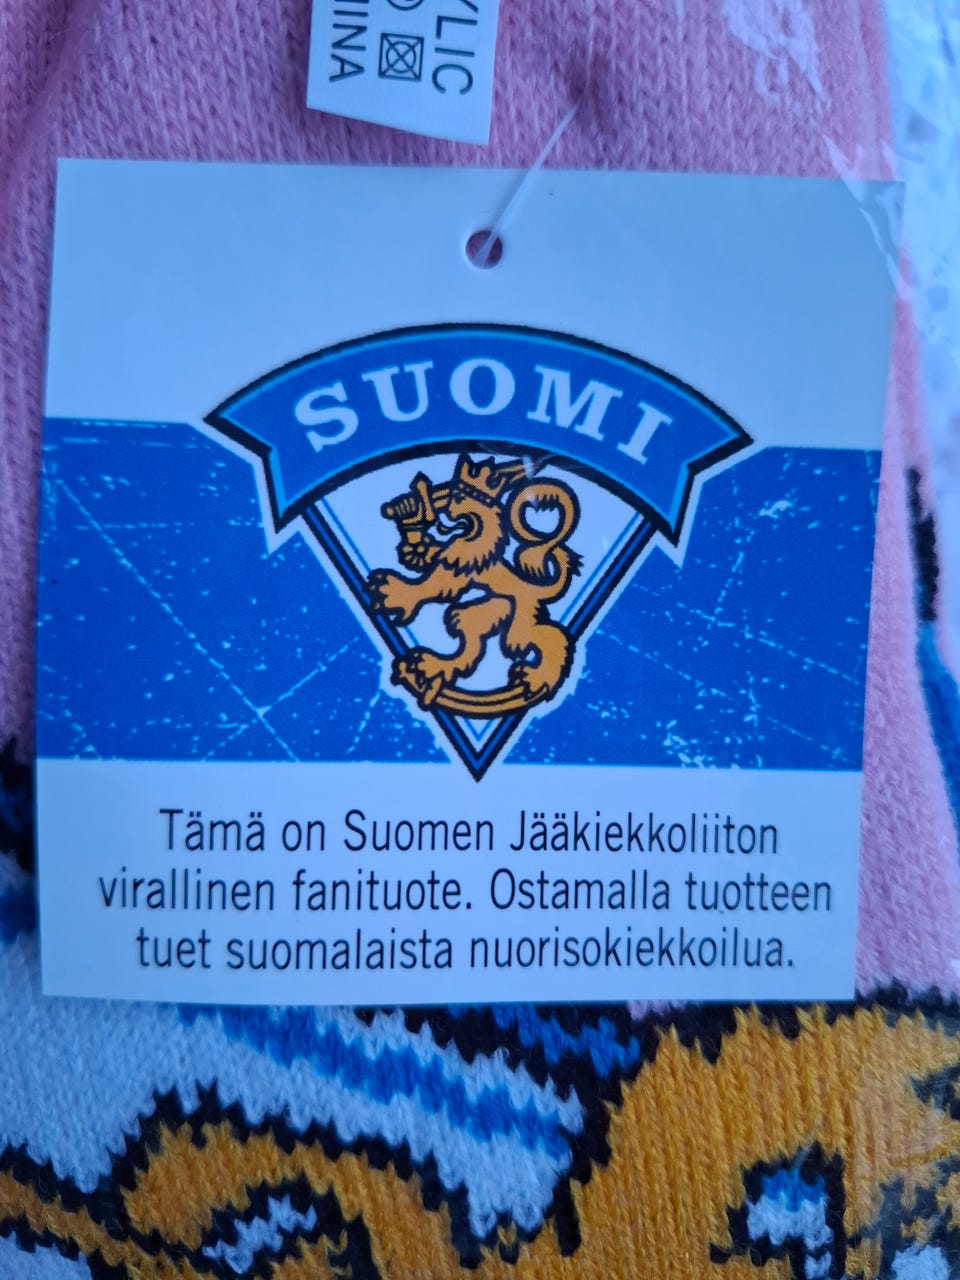 SUOMI
Tämä on Suomen Jääkiekkoliiton
virallinen fanituote. Ostamalla tuotteen
tuet suomalaista nuorisokiekkoilua.